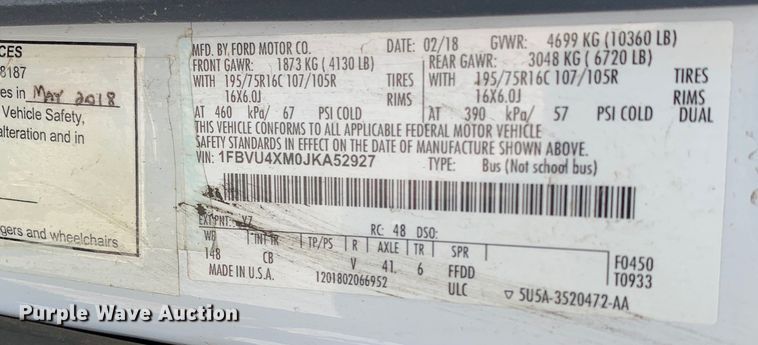 CES
8187
es in May 2018
Vehicle Safety,
alteration and in
gers and wheelchairs
MFD. BY. FORD MOTOR CO. DATE: 02/18 GVWR: 4699 KG (10360 LB)
FRONT GAWR: 1873 KG ( 4130 LB) REAR GAWR: 3048 KG ( 6720 LB)
WITH 195/75R16C 107/105R TIRES WITH 195/75R16C 107/105R TIRES
16X6.0J RIMS 16X6.0J RIMS
AT 460 kPa/ 67 PSI COLD AT 390 kPa/ 57 PSI COLD DUAL
THIS VEHICLE CONFORMS TO ALL APPLICABLE FEDERAL MOTOR VEHICLE
SAFETY STANDARDS IN EFFECT ON THE DATE OF MANUFACTURE SHOWN ABOVE.
VIN: 1FBVU4XM0JKA52927 TYPE: Bus (Not school bus)
EXT PNT: YZ RC: 48 DSO:
WB INT TR TP/PS R AXLE TR SPR
148 CB V 41 6 FFDD F0450
MADE IN U.S.A. 1201802066952 ULC T0933
▽ 5U5A-3520472-AA
Purple Wave Auction